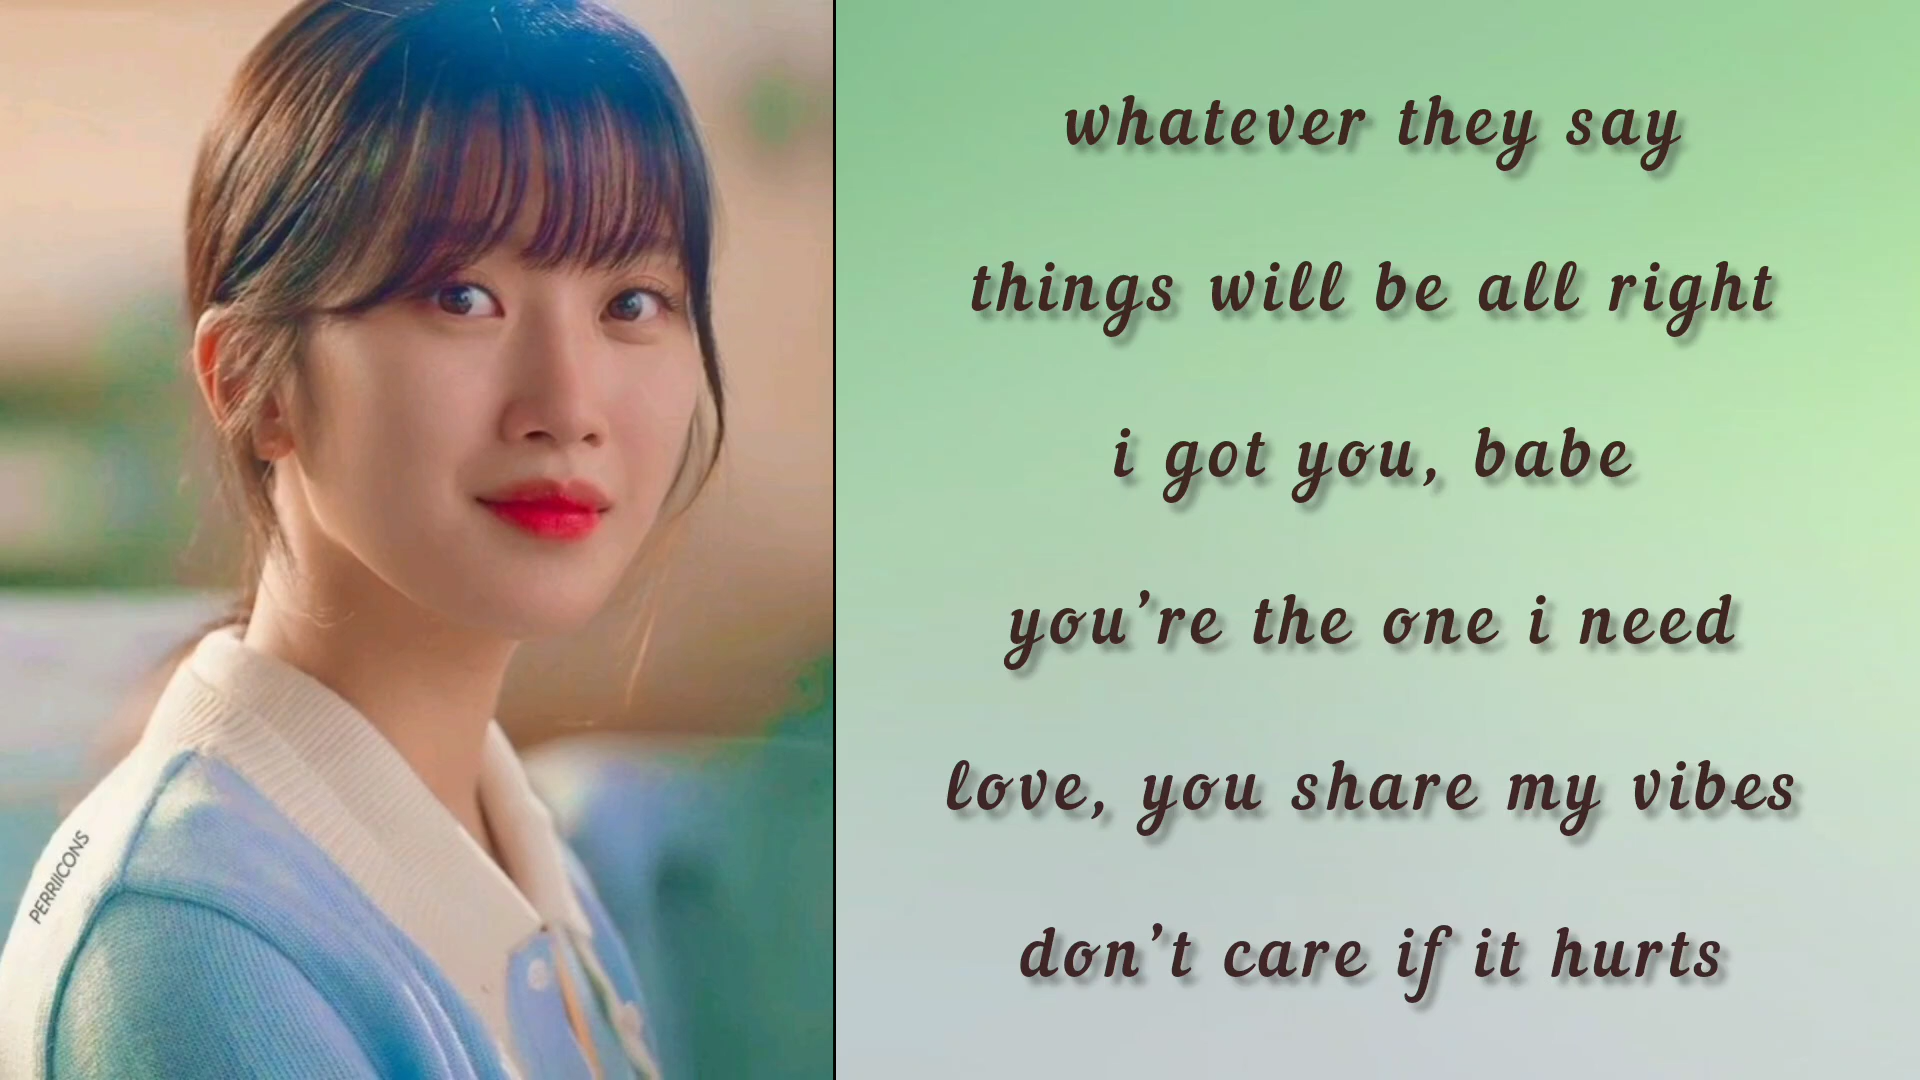 PERRIICONS
whatever they say
things will be all right
i got you, babe
you’re the one i need
love, you share my vibes
don’t care if it hurts